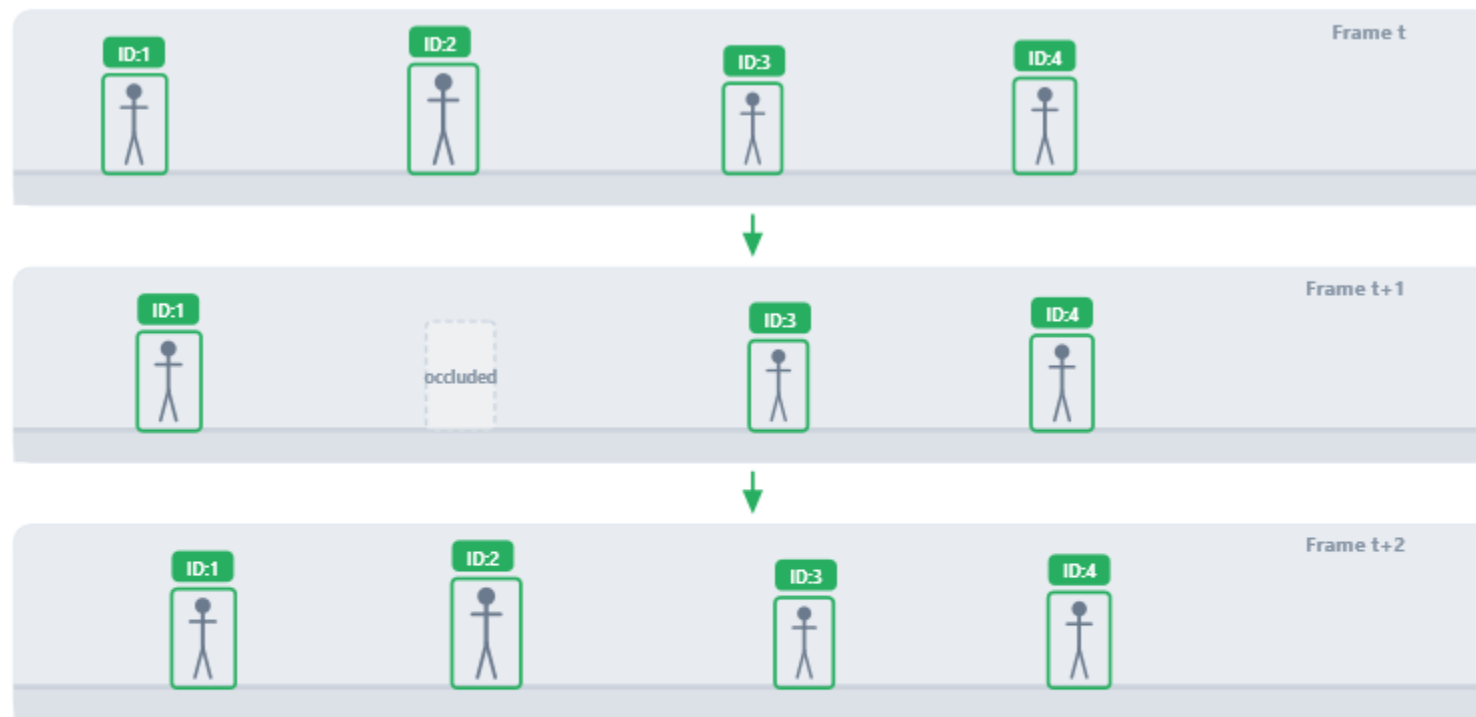 Frame t
ID:1
ID:2
ID:3
ID:4
Frame t+1
ID:1
occluded
ID:3
ID:4
Frame t+2
ID:1
ID:2
ID:3
ID:4